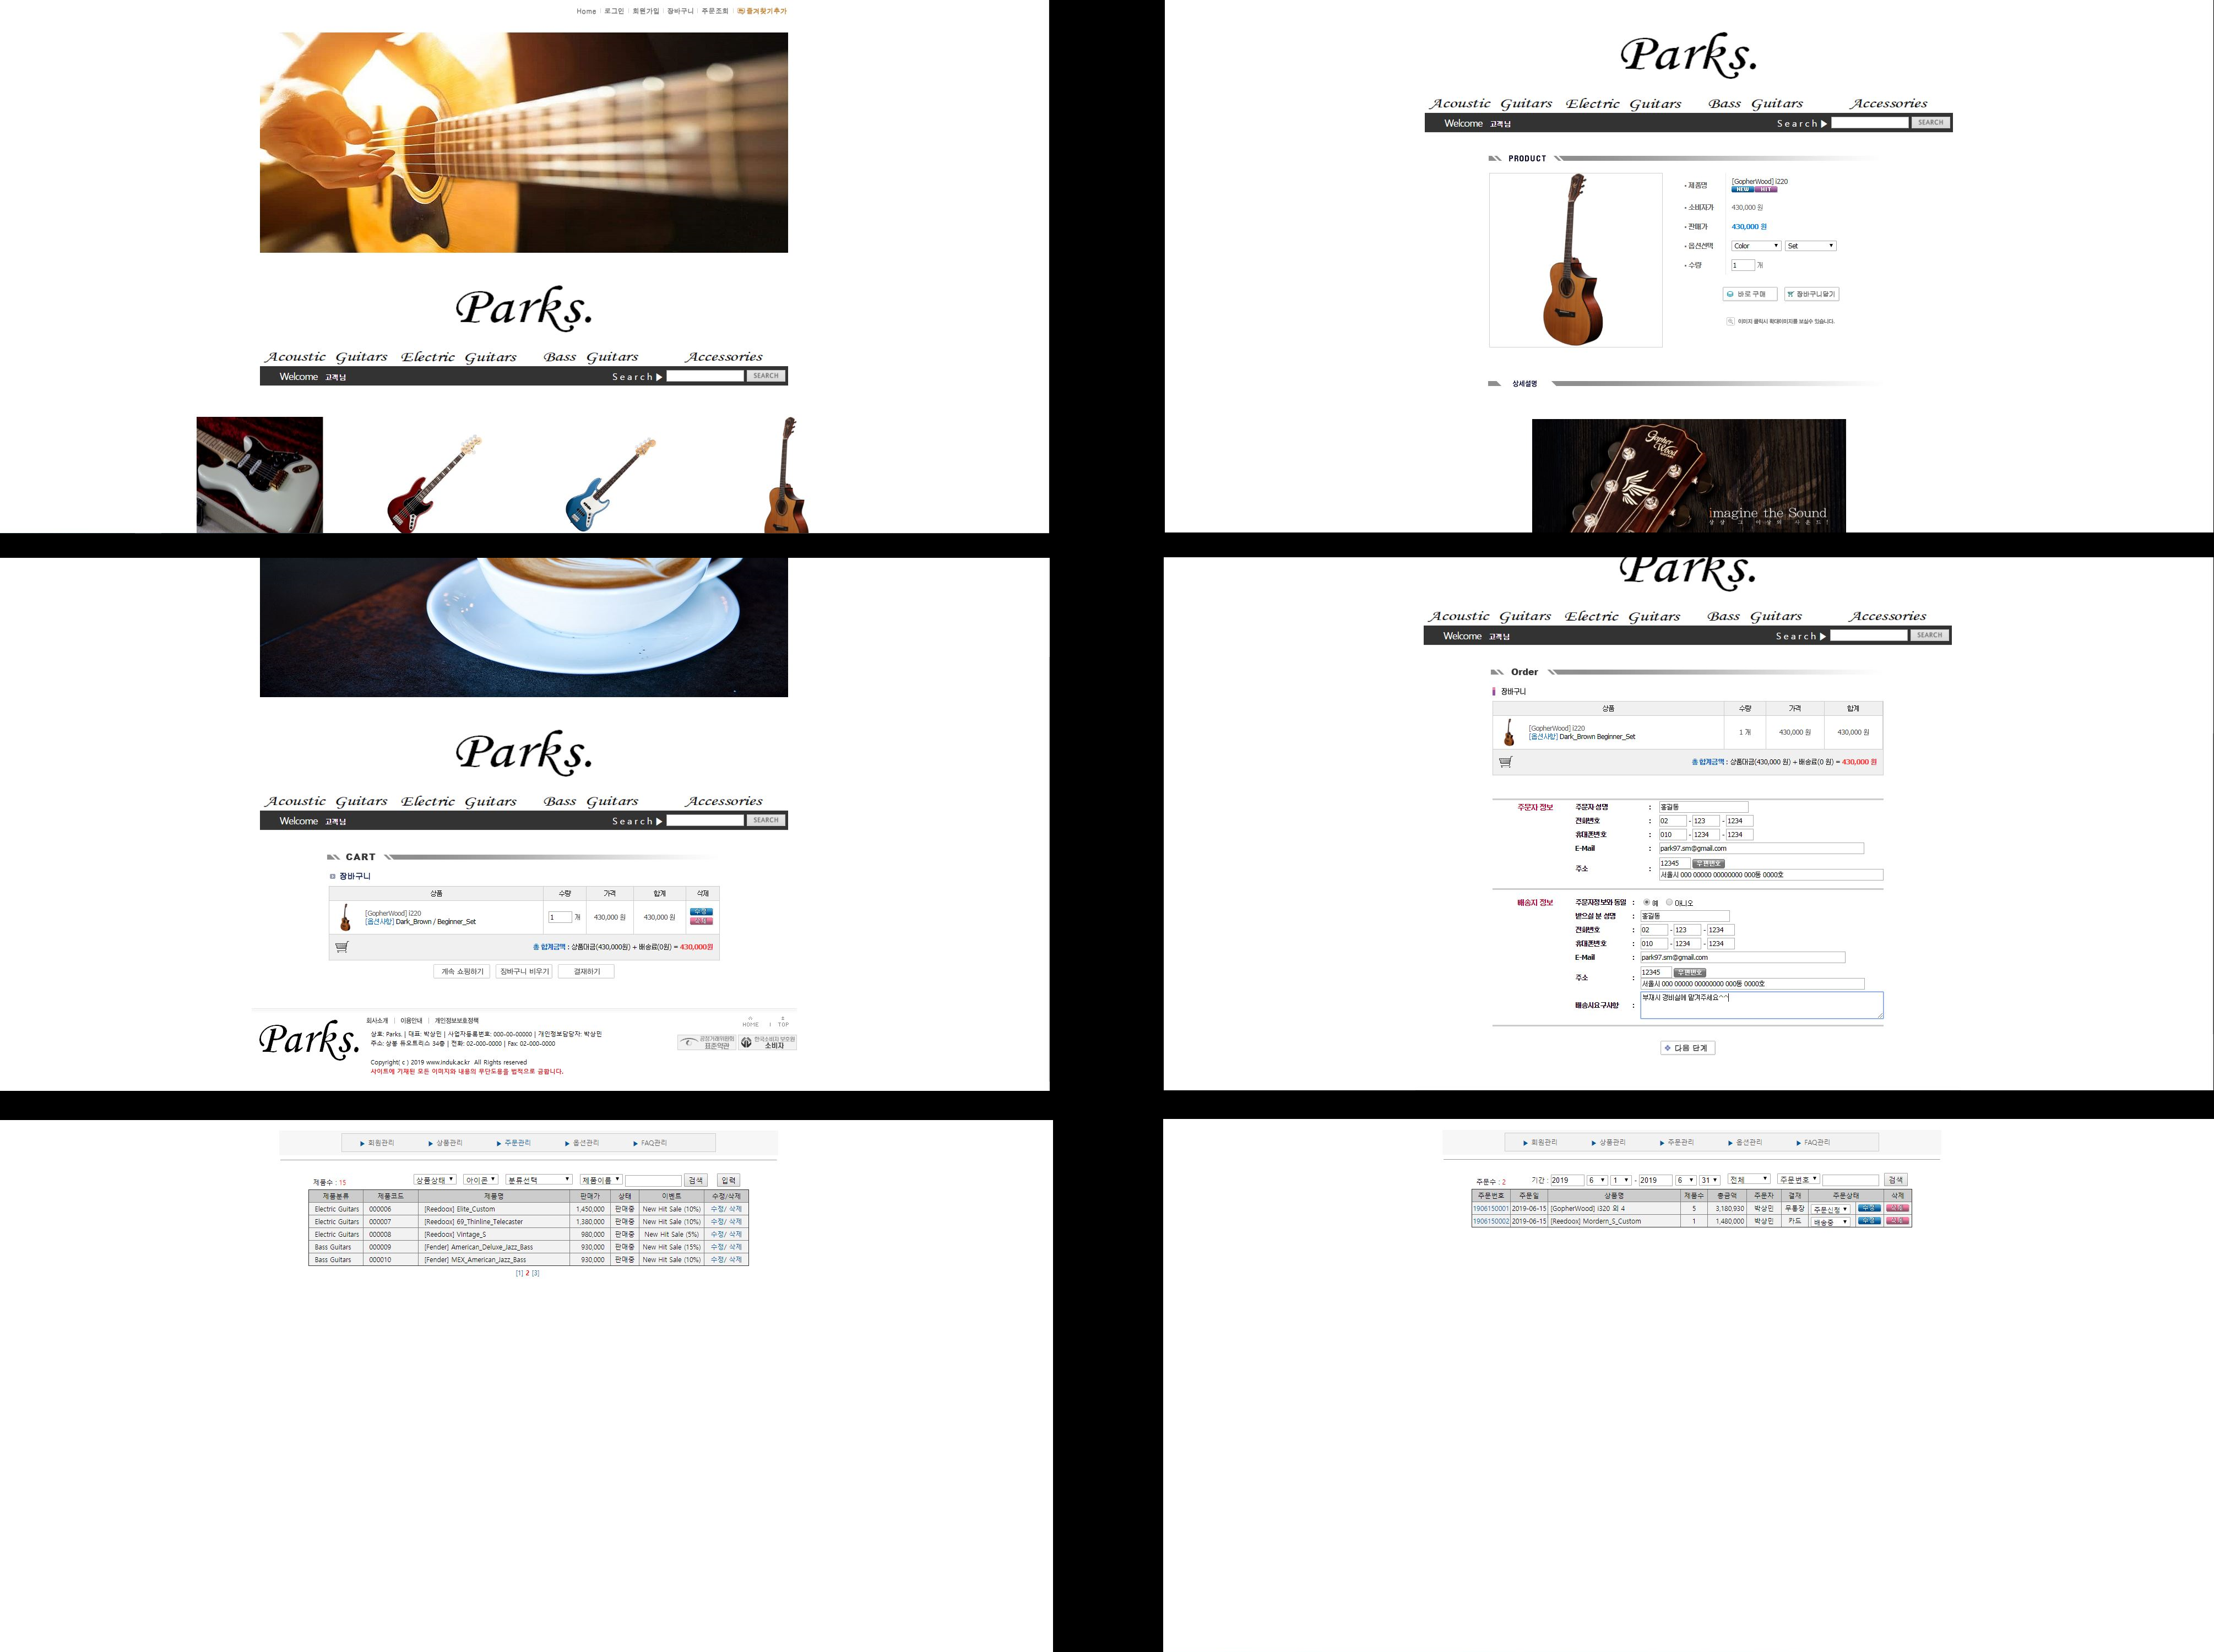 Home 로그인 회원가입 장바구니 주문조회 즐겨찾기추가
Parks.
Acoustic Guitars Electric Guitars Bass Guitars Accessories
Welcome 고객님 Search▶ SEARCH
Parks.
Acoustic Guitars Electric Guitars Bass Guitars Accessories
Welcome 고객님 Search▶ SEARCH
PRODUCT
• 제품명 [GopherWood] i220
NEW HIT
• 소비자가 430,000 원
• 판매가 430,000 원
• 옵션선택 Color Set
• 수량 1 개
바로 구매 장바구니담기
이미지 클릭시 확대이미지를 보실수 있습니다.
상세설명
Gopher Wood
imagine the Sound
상상 그 이상의 사운드!
Parks.
Acoustic Guitars Electric Guitars Bass Guitars Accessories
Welcome 고객님 Search▶ SEARCH
CART
장바구니
상품 수량 가격 합계 삭제
[GopherWood] i220 1 개 430,000 원 430,000 원 수정
[옵션사항] Dark_Brown / Beginner_Set 삭제
총 합계금액 : 상품대금(430,000원) + 배송료(0원) = 430,000원
계속 쇼핑하기 장바구니 비우기 결재하기
회사소개 | 이용안내 | 개인정보보호정책
HOME | TOP
Parks.
상호: Parks. | 대표: 박상민 | 사업자등록번호: 000-00-00000 | 개인정보담당자: 박상민
주소: 상봉 듀오트리스 34층 | 전화: 02-000-0000 | Fax: 02-000-0000
공정거래위원회 표준약관 한국소비자보호원 소비자
Copyright( c ) 2019 www.induk.ac.kr All Rights reserved
사이트에 기재된 모든 이미지와 내용의 무단도용을 법적으로 금합니다.
Parks.
Acoustic Guitars Electric Guitars Bass Guitars Accessories
Welcome 고객님 Search▶ SEARCH
Order
장바구니
상품 수량 가격 합계
[GopherWood] i220 1 개 430,000 원 430,000 원
[옵션사항] Dark_Brown Beginner_Set
총 합계금액 : 상품대금(430,000 원) + 배송료(0 원) = 430,000 원
주문자 정보 주문자 성명 : 홍길동
전화번호 : 02 - 123 - 1234
휴대폰번호 : 010 - 1234 - 1234
E-Mail : park97.sm@gmail.com
주소 : 12345 우편번호
서울시 000 00000 00000000 000동 0000호
배송지 정보 주문자정보와 동일 : 예 아니오
받으실 분 성명 : 홍길동
전화번호 : 02 - 123 - 1234
휴대폰번호 : 010 - 1234 - 1234
E-Mail : park97.sm@gmail.com
주소 : 12345 우편번호
서울시 000 00000 00000000 000동 0000호
배송시요구사항 : 부재시 경비실에 맡겨주세요^^
다음 단계
▶ 회원관리 ▶ 상품관리 ▶ 주문관리 ▶ 옵션관리 ▶ FAQ관리
제품수 : 15 상품상태 아이콘 분류선택 제품이름 검색 입력
제품분류 제품코드 제품명 판매가 상태 이벤트 수정/삭제
Electric Guitars 000006 [Reedoox] Elite_Custom 1,450,000 판매중 New Hit Sale (10%) 수정/ 삭제
Electric Guitars 000007 [Reedoox] 69_Thinline_Telecaster 1,380,000 판매중 New Hit Sale (10%) 수정/ 삭제
Electric Guitars 000008 [Reedoox] Vintage_S 980,000 판매중 New Hit Sale (5%) 수정/ 삭제
Bass Guitars 000009 [Fender] American_Deluxe_Jazz_Bass 930,000 판매중 New Hit Sale (15%) 수정/ 삭제
Bass Guitars 000010 [Fender] MEX_American_Jazz_Bass 930,000 판매중 New Hit Sale (10%) 수정/ 삭제
[1] 2 [3]
▶ 회원관리 ▶ 상품관리 ▶ 주문관리 ▶ 옵션관리 ▶ FAQ관리
주문수 : 2 기간 : 2019 6 1 - 2019 6 31 전체 주문번호 검색
주문번호 주문일 상품명 제품수 총금액 주문자 결재 주문상태 삭제
1906150001 2019-06-15 [GopherWood] i320 외 4 5 3,180,930 박상민 무통장 주문신청 수정 삭제
1906150002 2019-06-15 [Reedoox] Mordern_S_Custom 1 1,480,000 박상민 카드 배송중 수정 삭제